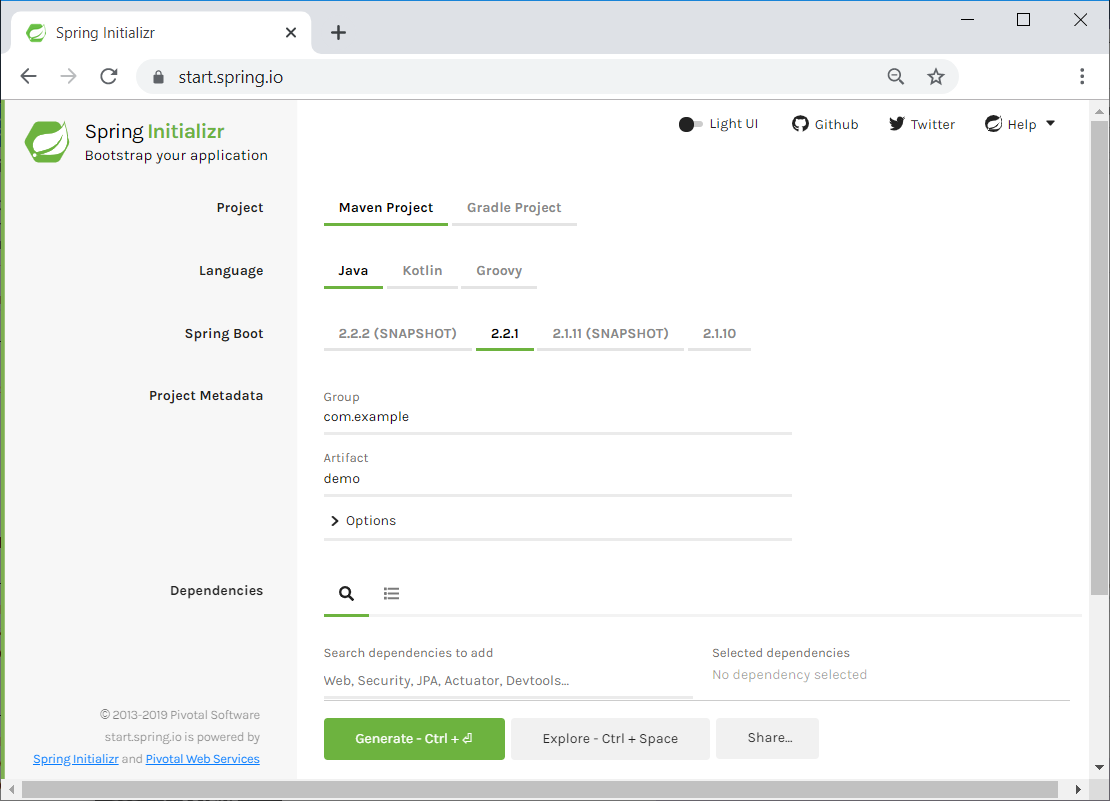 Spring Initializr
start.spring.io
Spring Initializr
Bootstrap your application
Light UI
Github
Twitter
Help
Project
Maven Project
Gradle Project
Language
Java
Kotlin
Groovy
Spring Boot
2.2.2 (SNAPSHOT)
2.2.1
2.1.11 (SNAPSHOT)
2.1.10
Project Metadata
Group
com.example
Artifact
demo
Options
Dependencies
Search dependencies to add
Web, Security, JPA, Actuator, Devtools...
Selected dependencies
No dependency selected
© 2013-2019 Pivotal Software
start.spring.io is powered by
Spring Initializr and Pivotal Web Services
Generate - Ctrl + ⏎
Explore - Ctrl + Space
Share...